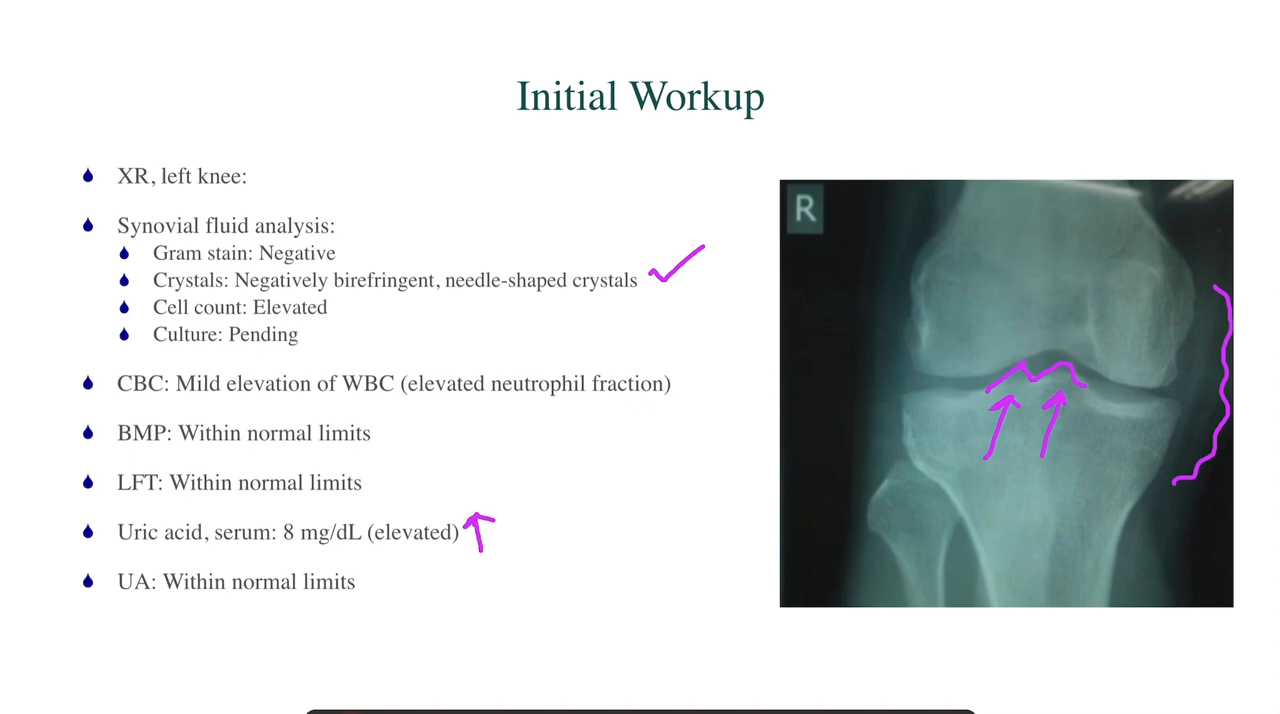 Initial Workup
XR, left knee:
Synovial fluid analysis:
Gram stain: Negative
Crystals: Negatively birefringent, needle-shaped crystals
Cell count: Elevated
Culture: Pending
CBC: Mild elevation of WBC (elevated neutrophil fraction)
BMP: Within normal limits
LFT: Within normal limits
Uric acid, serum: 8 mg/dL (elevated)
UA: Within normal limits
R